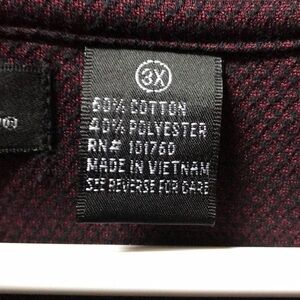 3X
60% COTTON
40% POLYESTER
RN# 101760
MADE IN VIETNAM
SEE REVERSE FOR CARE